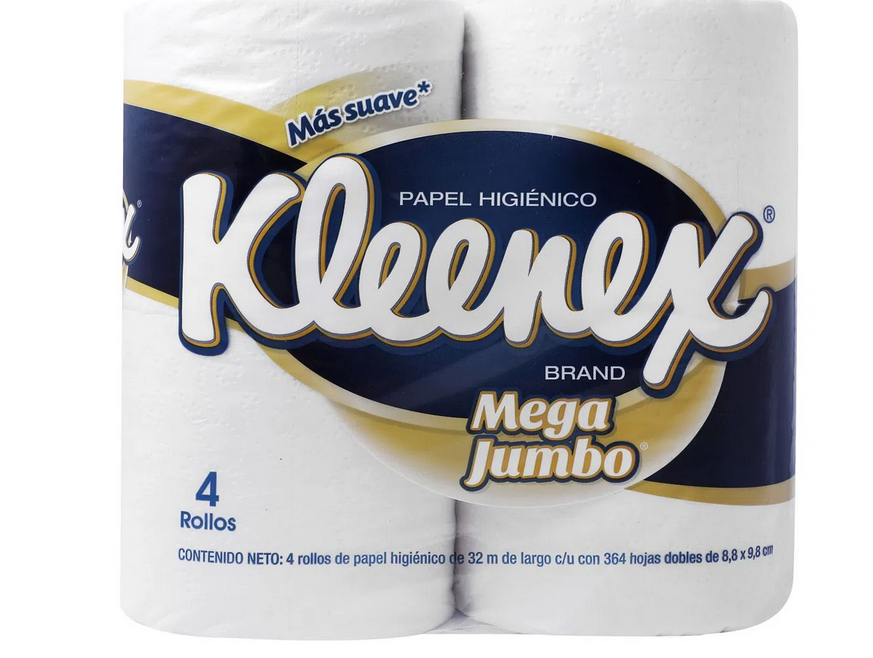 Más suave*
PAPEL HIGIÉNICO
Kleenex®
BRAND
Mega
Jumbo®
4
Rollos
CONTENIDO NETO: 4 rollos de papel higiénico de 32 m de largo c/u con 364 hojas dobles de 8,8 x 9,8 cm